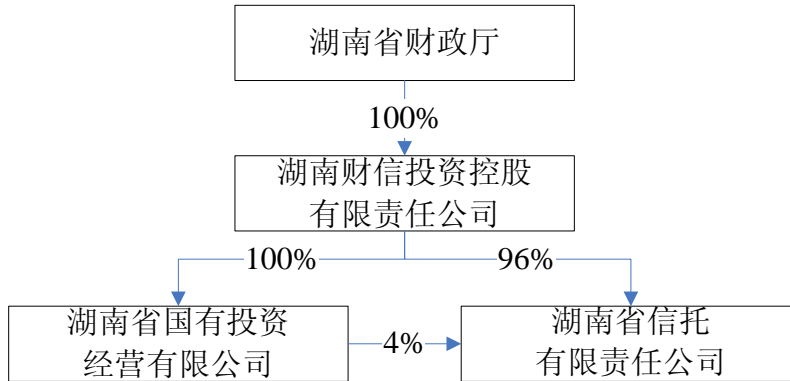 湖南省财政厅
100%
湖南财信投资控股
有限责任公司
100%
96%
湖南省国有投资
经营有限公司
4%
湖南省信托
有限责任公司